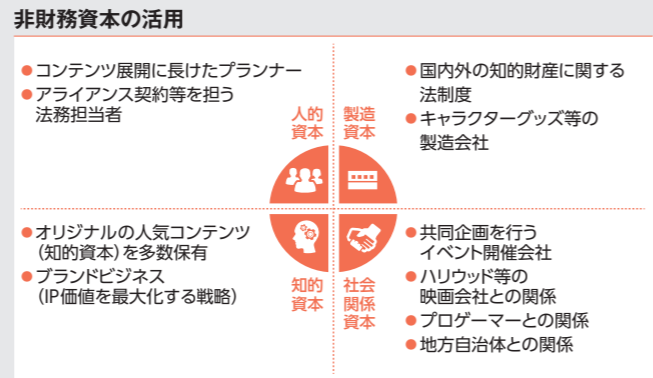 非財務資本の活用
●コンテンツ展開に長けたプランナー
●アライアンス契約等を担う
法務担当者
人的
資本
製造
資本
●国内外の知的財産に関する
法制度
●キャラクターグッズ等の
製造会社
●オリジナルの人気コンテンツ
（知的資本）を多数保有
●ブランドビジネス
（IP価値を最大化する戦略）
知的
資本
社会
関係
資本
●共同企画を行う
イベント開催会社
●ハリウッド等の
映画会社との関係
●プロゲーマーとの関係
●地方自治体との関係